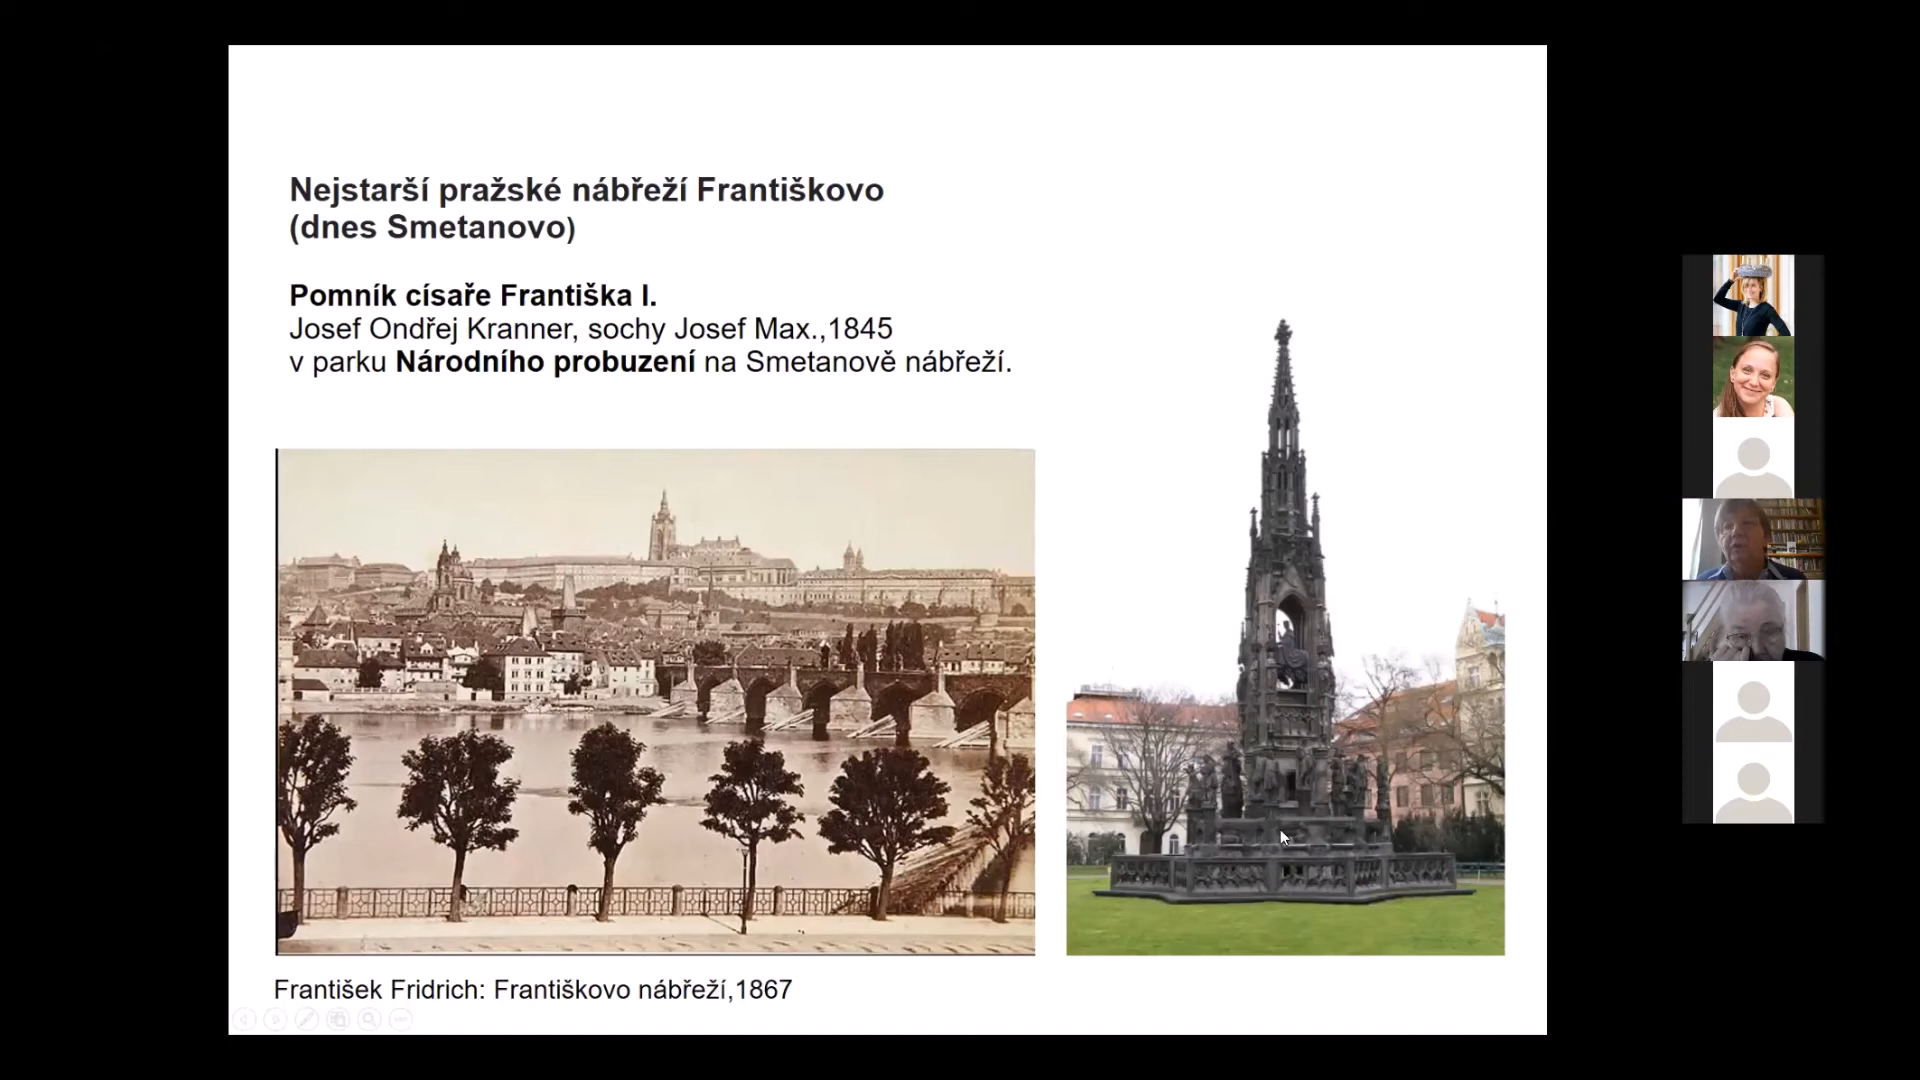 Nejstarší pražské nábřeží Františkovo
(dnes Smetanovo)
Pomník císaře Františka I.
Josef Ondřej Kranner, sochy Josef Max.,1845
v parku Národního probuzení na Smetanově nábřeží.
František Fridrich: Františkovo nábřeží,1867